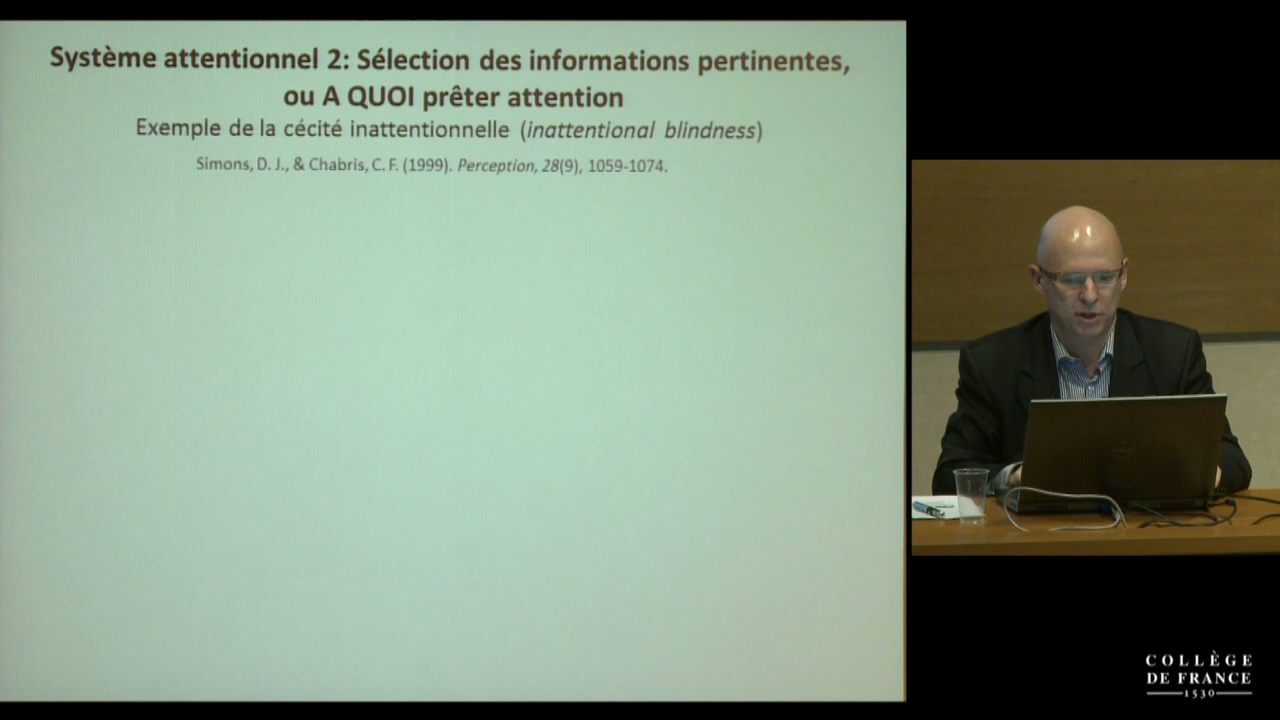 Système attentionnel 2: Sélection des informations pertinentes,
ou A QUOI prêter attention
Exemple de la cécité inattentionnelle (inattentional blindness)
Simons, D. J., & Chabris, C. F. (1999). Perception, 28(9), 1059-1074.
COLLÈGE
DE FRANCE
1530